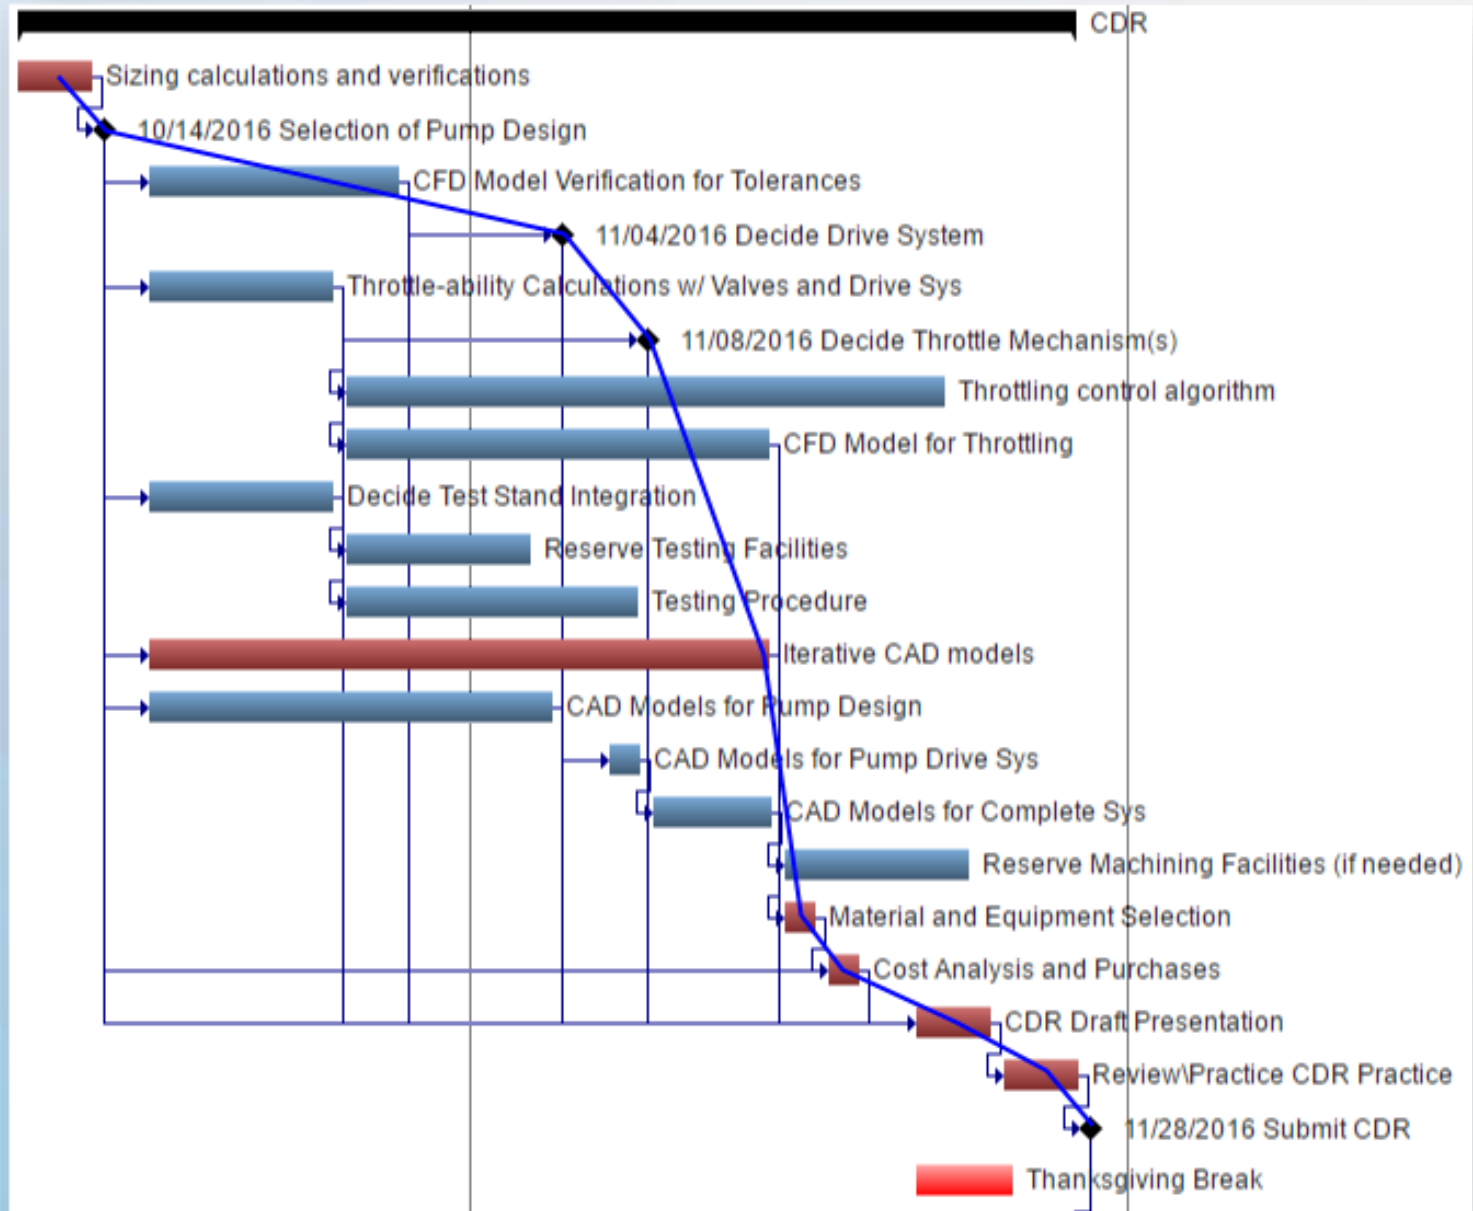 CDR
Sizing calculations and verifications
10/14/2016 Selection of Pump Design
CFD Model Verification for Tolerances
11/04/2016 Decide Drive System
Throttle-ability Calculations w/ Valves and Drive Sys
11/08/2016 Decide Throttle Mechanism(s)
Throttling control algorithm
CFD Model for Throttling
Decide Test Stand Integration
Reserve Testing Facilities
Testing Procedure
Iterative CAD models
CAD Models for Pump Design
CAD Models for Pump Drive Sys
CAD Models for Complete Sys
Reserve Machining Facilities (if needed)
Material and Equipment Selection
Cost Analysis and Purchases
CDR Draft Presentation
Review\Practice CDR Practice
11/28/2016 Submit CDR
Thanksgiving Break